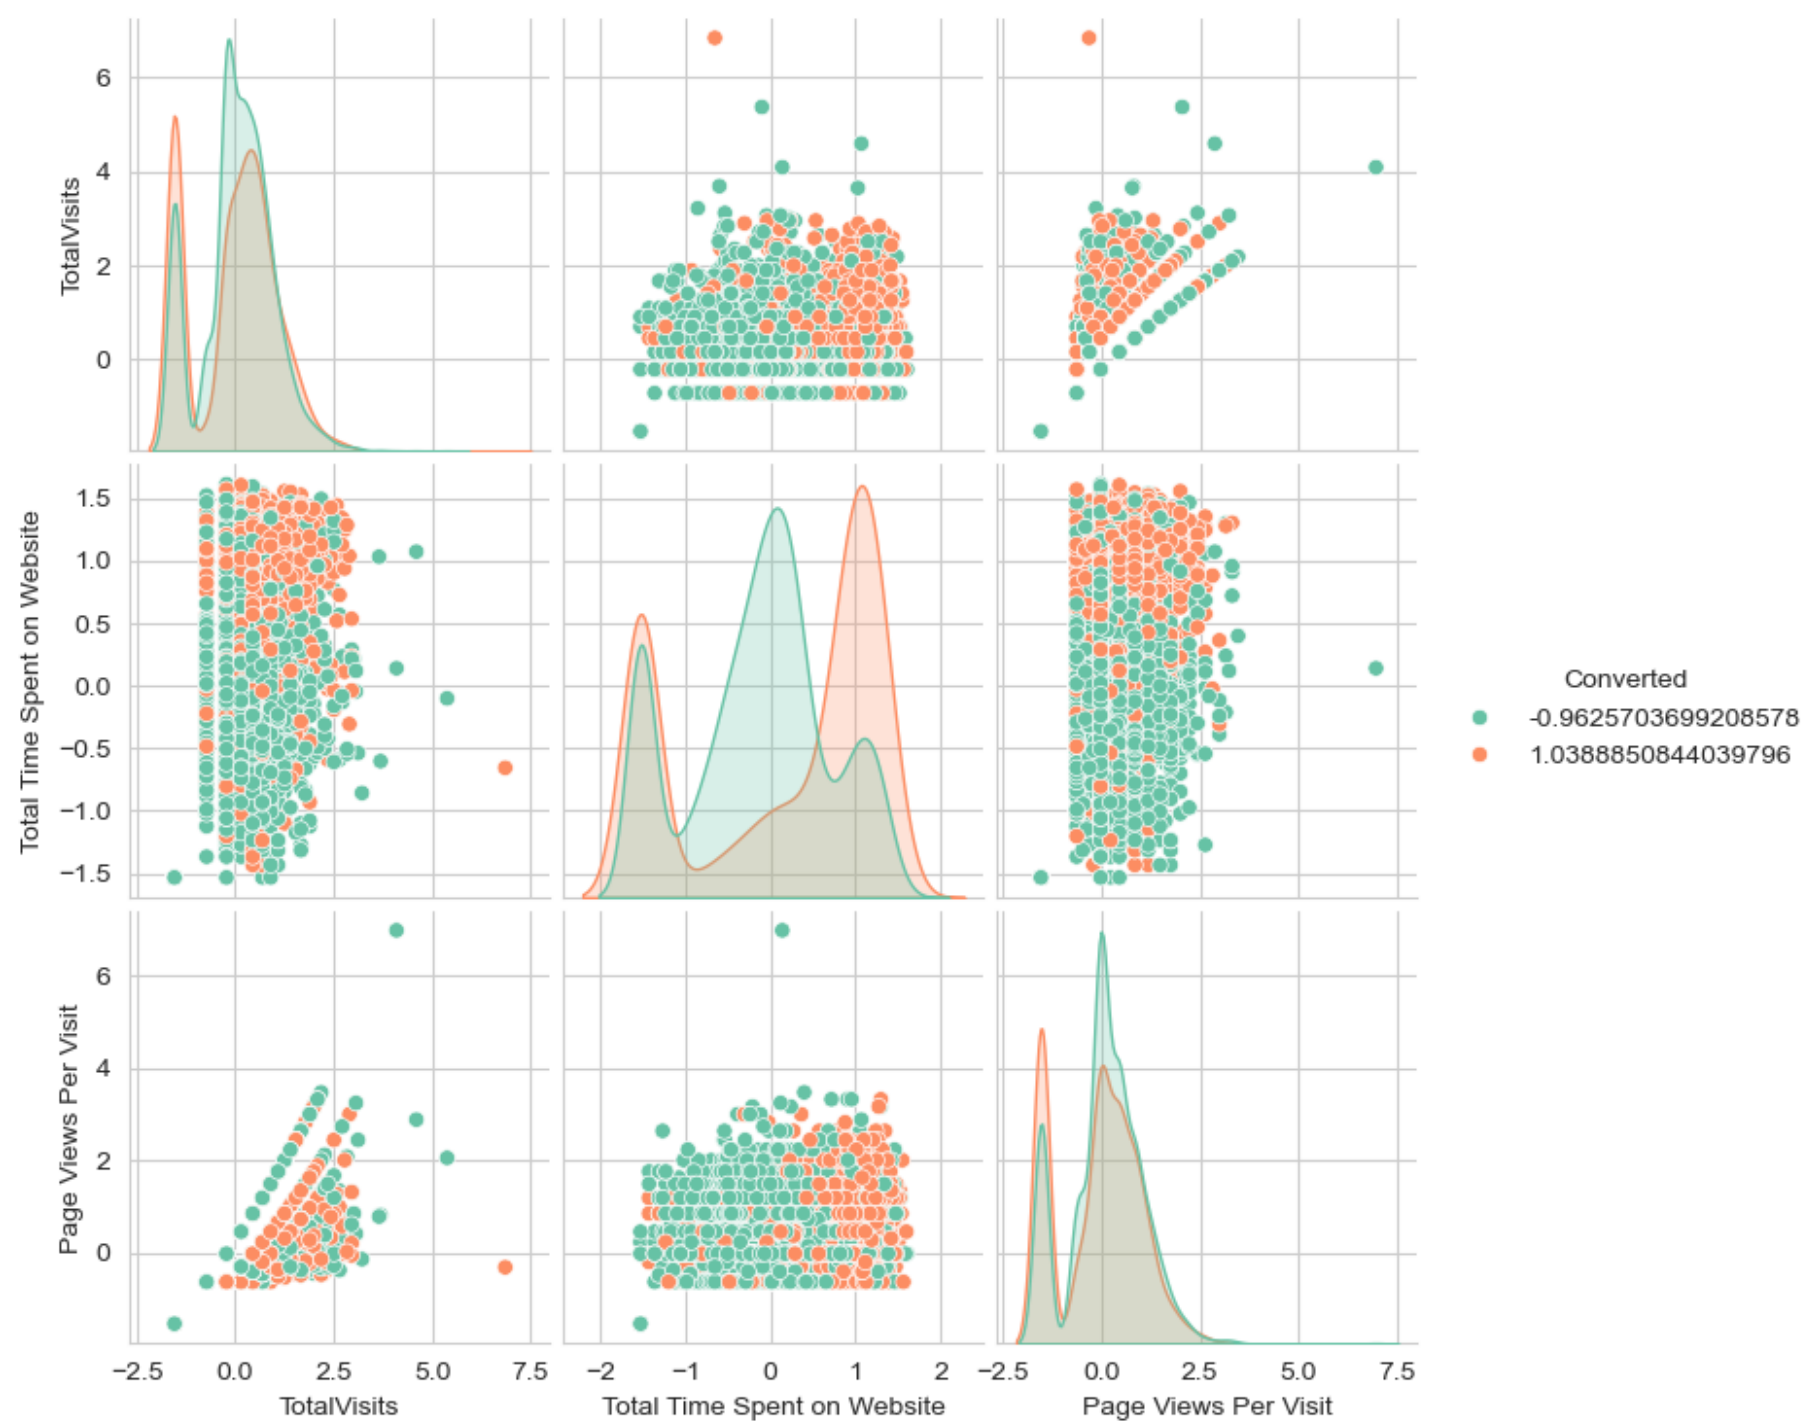 6
4
2
0
TotalVisits
1.5
1.0
0.5
0.0
−0.5
−1.0
−1.5
Total Time Spent on Website
Converted
-0.9625703699208578
1.0388850844039796
6
4
2
0
Page Views Per Visit
−2.5 0.0 2.5 5.0 7.5
TotalVisits
−2 −1 0 1 2
Total Time Spent on Website
−2.5 0.0 2.5 5.0 7.5
Page Views Per Visit